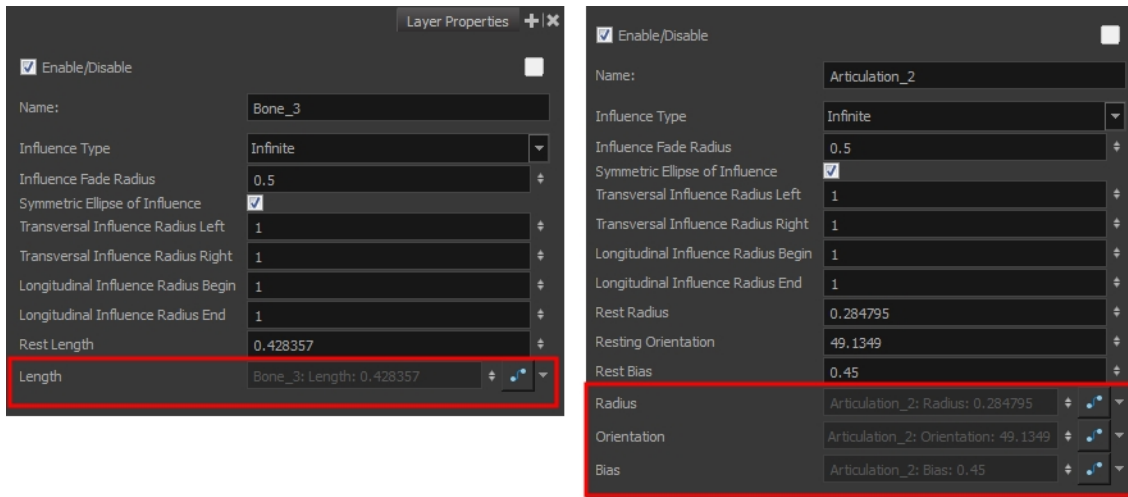 Layer Properties
Enable/Disable
Name: Bone_3
Influence Type Infinite
Influence Fade Radius 0.5
Symmetric Ellipse of Influence
Transversal Influence Radius Left 1
Transversal Influence Radius Right 1
Longitudinal Influence Radius Begin 1
Longitudinal Influence Radius End 1
Rest Length 0.428357
Length Bone_3: Length: 0.428357
Enable/Disable
Name: Articulation_2
Influence Type Infinite
Influence Fade Radius 0.5
Symmetric Ellipse of Influence
Transversal Influence Radius Left 1
Transversal Influence Radius Right 1
Longitudinal Influence Radius Begin 1
Longitudinal Influence Radius End 1
Rest Radius 0.284795
Resting Orientation 49.1349
Rest Bias 0.45
Radius Articulation_2: Radius: 0.284795
Orientation Articulation_2: Orientation: 49.1349
Bias Articulation_2: Bias: 0.45